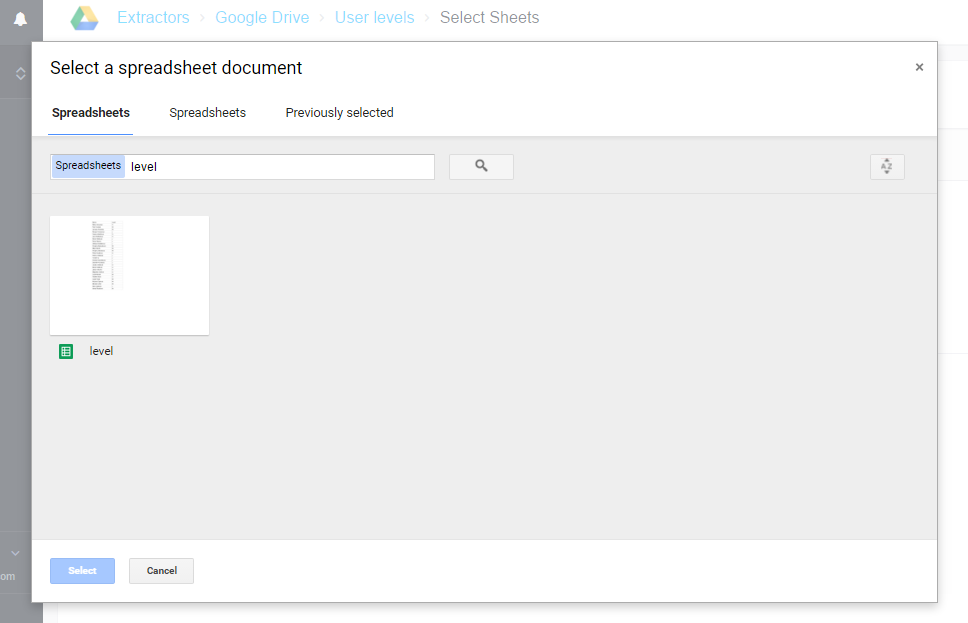 Extractors › Google Drive › User levels › Select Sheets
Select a spreadsheet document
×
Spreadsheets Spreadsheets Previously selected
Spreadsheets level
AZ
level
Select Cancel
om